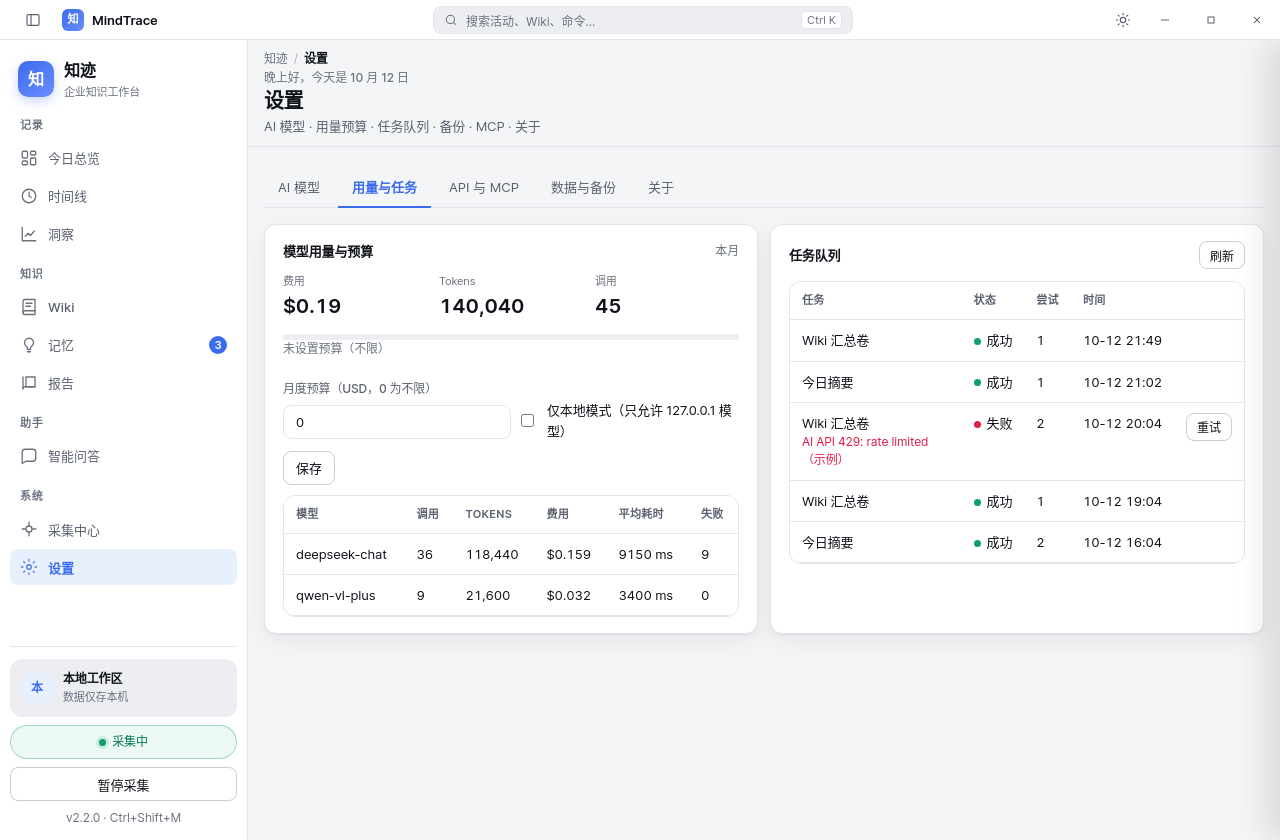 知 MindTrace
搜索活动、Wiki、命令... Ctrl K
知 知迹
企业知识工作台
记录
今日总览
时间线
洞察
知识
Wiki
记忆 3
报告
助手
智能问答
系统
采集中心
设置
本 本地工作区
数据仅存本机
采集中
暂停采集
v2.2.0 · Ctrl+Shift+M
知迹 / 设置
晚上好，今天是 10 月 12 日
设置
AI 模型 · 用量预算 · 任务队列 · 备份 · MCP · 关于
AI 模型 用量与任务 API 与 MCP 数据与备份 关于
模型用量与预算 本月
费用 Tokens 调用
$0.19 140,040 45
未设置预算（不限）
月度预算（USD，0 为不限）
0
仅本地模式（只允许 127.0.0.1 模
型）
保存
模型 调用 TOKENS 费用 平均耗时 失败
deepseek-chat 36 118,440 $0.159 9150 ms 9
qwen-vl-plus 9 21,600 $0.032 3400 ms 0
任务队列 刷新
任务 状态 尝试 时间
Wiki 汇总卷 成功 1 10-12 21:49
今日摘要 成功 1 10-12 21:02
Wiki 汇总卷 失败 2 10-12 20:04 重试
AI API 429: rate limited
（示例）
Wiki 汇总卷 成功 1 10-12 19:04
今日摘要 成功 2 10-12 16:04